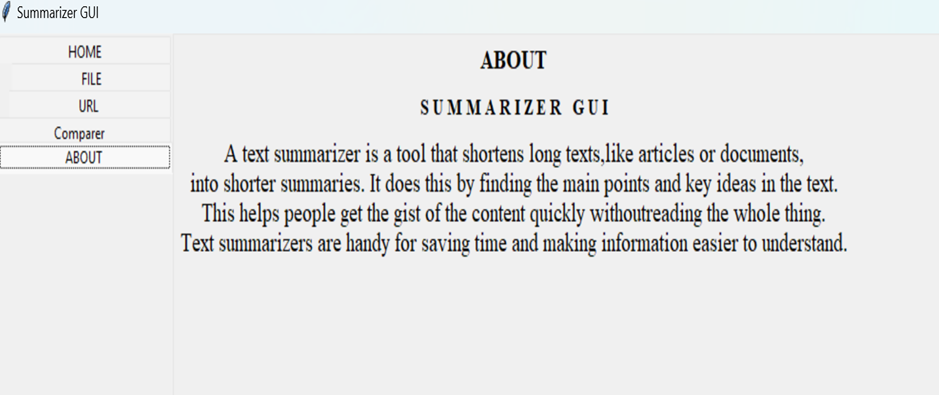 Summarizer GUI
HOME
FILE
URL
Comparer
ABOUT
ABOUT
SUMMARIZER GUI
A text summarizer is a tool that shortens long texts,like articles or documents,
into shorter summaries. It does this by finding the main points and key ideas in the text.
This helps people get the gist of the content quickly withoutreading the whole thing.
Text summarizers are handy for saving time and making information easier to understand.